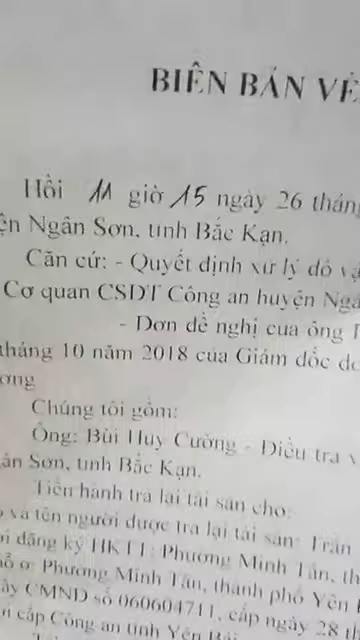 BIÊN BẢN VỀ
Hồi 11 giờ 15 ngày 26 thán
ện Ngân Sơn, tỉnh Bắc Kạn.
Căn cứ: - Quyết định xử lý đồ vậ
Cơ quan CSDT Công an huyện Ngâ
- Đơn đề nghị của ông
tháng 10 năm 2018 của Giám đốc do
ơng
Chúng tôi gồm:
Ông: Bùi Huy Cường - Điều tra v
ân Sơn, tỉnh Bắc Kạn.
Tiến hành trả lại tài sản cho:
ọ và tên người được trả lại tài sản: Trần
ơi đăng ký HKTT: Phường Minh Tân, th
hỗ ở: Phường Minh Tân, thành phố Yên
ấy CMND số 060604711, cấp ngày 28 th
ơi cấp Công an tỉnh Yên Bái